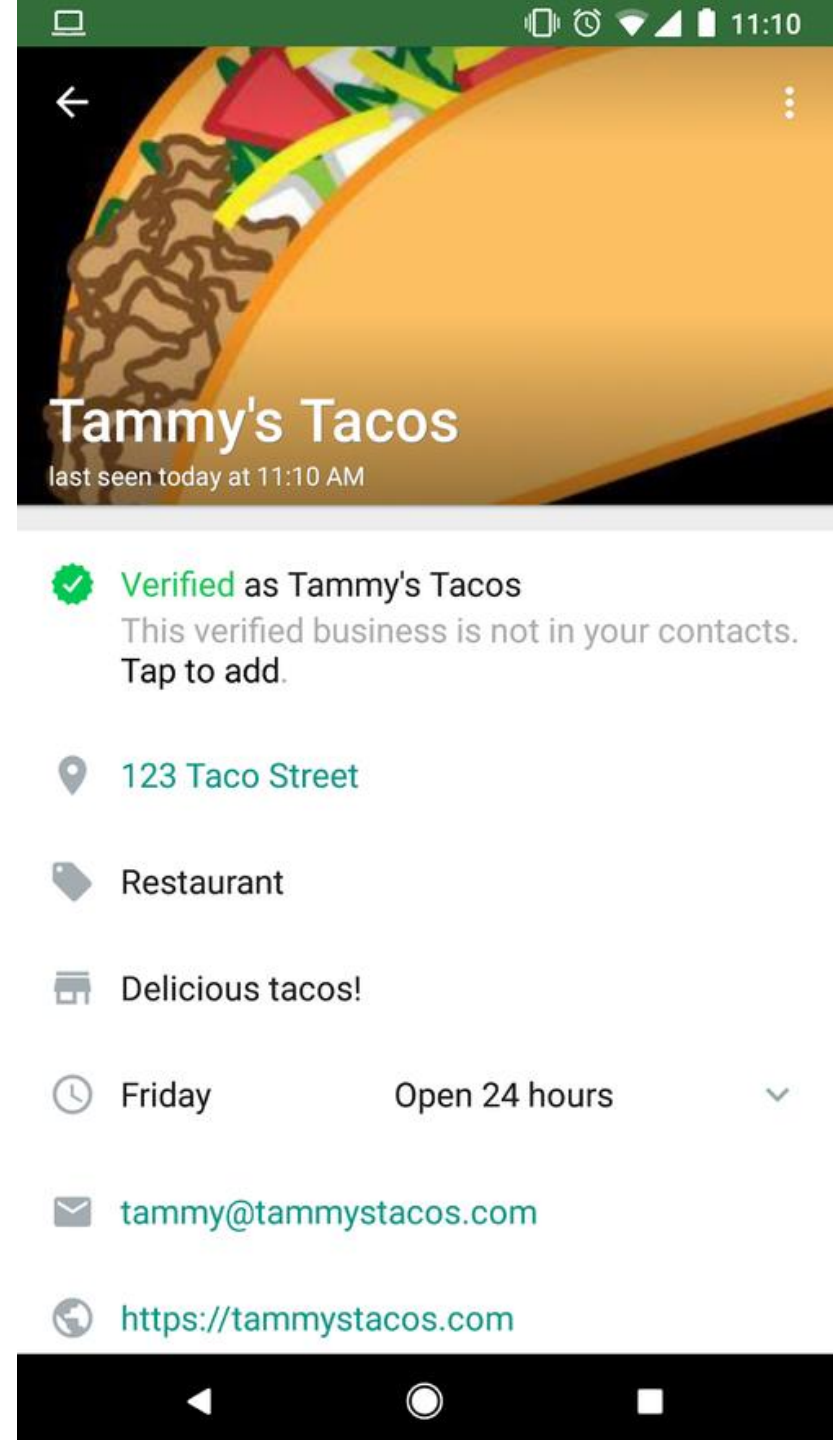 11:10
Tammy's Tacos
last seen today at 11:10 AM
Verified as Tammy's Tacos
This verified business is not in your contacts.
Tap to add.
123 Taco Street
Restaurant
Delicious tacos!
Friday Open 24 hours
tammy@tammystacos.com
https://tammystacos.com